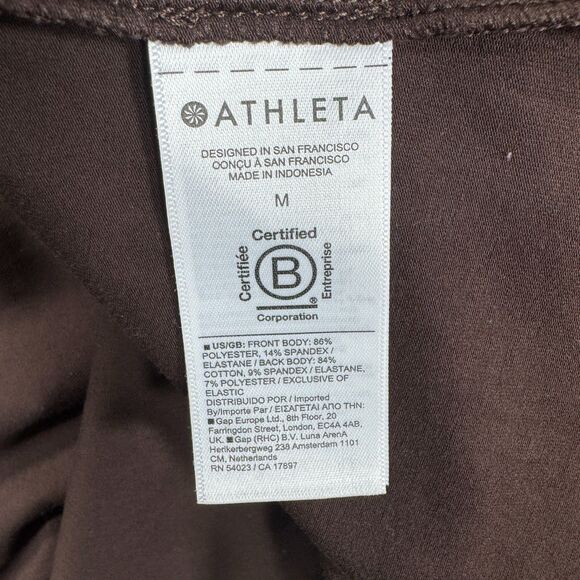 ATHLETA
DESIGNED IN SAN FRANCISCO
OONÇU À SAN FRANCISCO
MADE IN INDONESIA
M
Certified
Certifiée
B
Entreprise
®
Corporation
■ US/GB: FRONT BODY: 86%
POLYESTER, 14% SPANDEX /
ELASTANE / BACK BODY: 84%
COTTON, 9% SPANDEX / ELASTANE,
7% POLYESTER / EXCLUSIVE OF
ELASTIC
DISTRIBUIDO POR / Imported
By/Importe Par / ΕΙΣΑΓΕΤΑΙ ΑΠΟ ΤΗΝ:
■ Gap Europe Ltd., 8th Floor, 20
Farringdon Street, London, EC4A 4AB,
UK. ■ Gap (RHC) B.V. Luna ArenA
Herikerbergweg 238 Amsterdam 1101
CM, Netherlands
RN 54023 / CA 17897